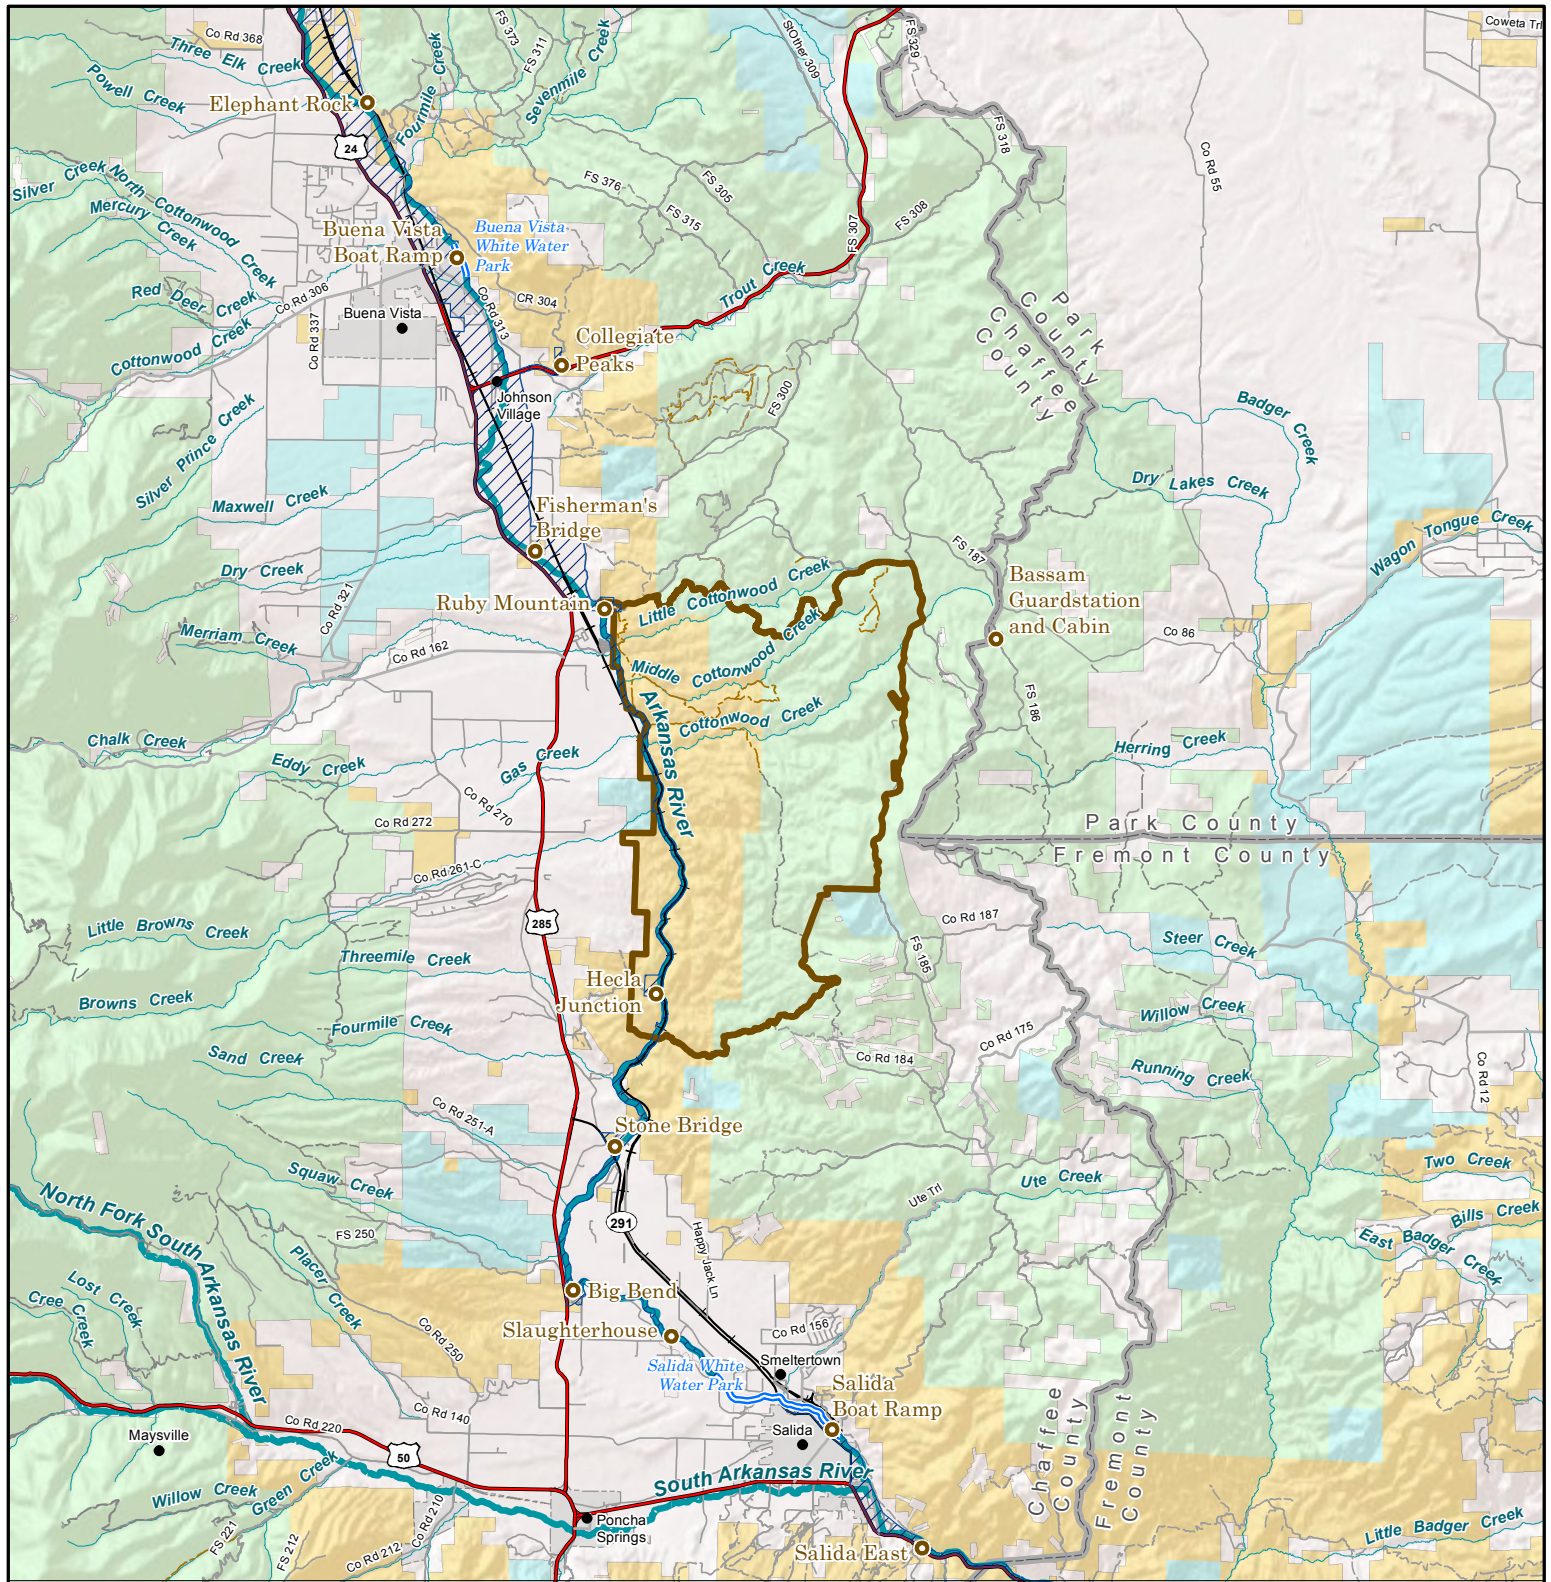 Co Rd 368
Three Elk Creek
Powell Creek
Elephant Rock
Fourmile Creek
FS 373
FS 311
Sevenmile Creek
StOther 309
FS 329
Coweta Trl
24
Silver Creek
North Cottonwood Creek
Mercury Creek
Red Deer Creek
Cottonwood Creek
Co Rd 306
Co Rd 337
Buena Vista
Boat Ramp
Buena Vista
White Water
Park
Buena Vista
Co Rd 313
CR 304
FS 376
FS 305
FS 315
FS 307
FS 308
FS 318
Co Rd 55
Trout Creek
Collegiate
Peaks
Johnson
Village
FS 300
Park
County
Chaffee
County
Badger Creek
Dry Lakes Creek
Wagon Tongue Creek
Silver Prince Creek
Maxwell Creek
Dry Creek
Fisherman's
Bridge
Ruby Mountain
FS 187
Bassam
Guardstation
and Cabin
Co 86
FS 186
Little Cottonwood Creek
Middle Cottonwood Creek
Cottonwood Creek
Arkansas River
Merriam Creek
Co Rd 321
Co Rd 162
Chalk Creek
Eddy Creek
Gas Creek
Co Rd 270
Co Rd 272
Co Rd 261-C
Herring Creek
Park County
Fremont County
285
Little Browns Creek
Threemile Creek
Browns Creek
Fourmile Creek
Sand Creek
Hecla
Junction
Co Rd 187
FS 185
Steer Creek
Willow Creek
Running Creek
Co Rd 175
Co Rd 184
Co Rd 12
Co Rd 251-A
Stone Bridge
Squaw Creek
North Fork South Arkansas River
FS 250
Placer Creek
Lost Creek
Cree Creek
Co Rd 250
291
Happy Jack Ln
Ute Trl
Ute Creek
Two Creek
Bills Creek
East Badger Creek
Big Bend
Slaughterhouse
Co Rd 156
Smeltertown
Salida White
Water Park
Salida
Boat Ramp
Salida
Chaffee
County
Fremont
County
Co Rd 220
Co Rd 140
Maysville
50
Willow Creek
Green Creek
South Arkansas River
Poncha
Springs
FS 221
FS 212
Co Rd 212
Co Rd 210
Salida East
Little Badger Creek